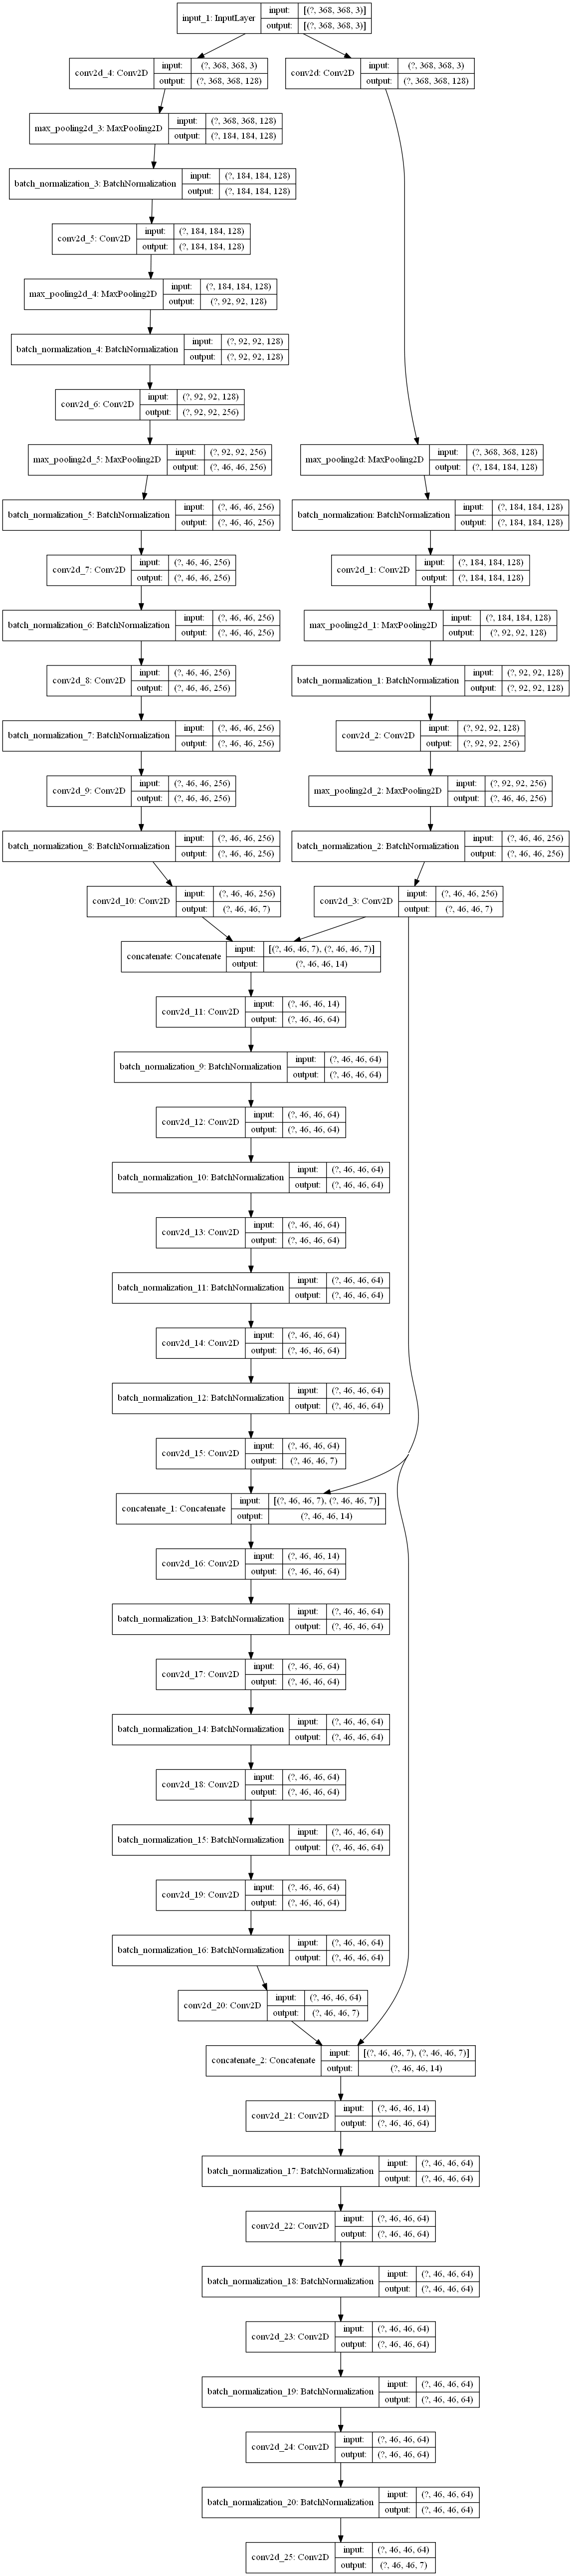 input_1: InputLayer input: [(?, 368, 368, 3)]
output: [(?, 368, 368, 3)]
conv2d_4: Conv2D input: (?, 368, 368, 3)
output: (?, 368, 368, 128)
conv2d: Conv2D input: (?, 368, 368, 3)
output: (?, 368, 368, 128)
max_pooling2d_3: MaxPooling2D input: (?, 368, 368, 128)
output: (?, 184, 184, 128)
batch_normalization_3: BatchNormalization input: (?, 184, 184, 128)
output: (?, 184, 184, 128)
conv2d_5: Conv2D input: (?, 184, 184, 128)
output: (?, 184, 184, 128)
max_pooling2d_4: MaxPooling2D input: (?, 184, 184, 128)
output: (?, 92, 92, 128)
batch_normalization_4: BatchNormalization input: (?, 92, 92, 128)
output: (?, 92, 92, 128)
conv2d_6: Conv2D input: (?, 92, 92, 128)
output: (?, 92, 92, 256)
max_pooling2d_5: MaxPooling2D input: (?, 92, 92, 256)
output: (?, 46, 46, 256)
max_pooling2d: MaxPooling2D input: (?, 368, 368, 128)
output: (?, 184, 184, 128)
batch_normalization_5: BatchNormalization input: (?, 46, 46, 256)
output: (?, 46, 46, 256)
batch_normalization: BatchNormalization input: (?, 184, 184, 128)
output: (?, 184, 184, 128)
conv2d_7: Conv2D input: (?, 46, 46, 256)
output: (?, 46, 46, 256)
conv2d_1: Conv2D input: (?, 184, 184, 128)
output: (?, 184, 184, 128)
batch_normalization_6: BatchNormalization input: (?, 46, 46, 256)
output: (?, 46, 46, 256)
max_pooling2d_1: MaxPooling2D input: (?, 184, 184, 128)
output: (?, 92, 92, 128)
conv2d_8: Conv2D input: (?, 46, 46, 256)
output: (?, 46, 46, 256)
batch_normalization_1: BatchNormalization input: (?, 92, 92, 128)
output: (?, 92, 92, 128)
batch_normalization_7: BatchNormalization input: (?, 46, 46, 256)
output: (?, 46, 46, 256)
conv2d_2: Conv2D input: (?, 92, 92, 128)
output: (?, 92, 92, 256)
conv2d_9: Conv2D input: (?, 46, 46, 256)
output: (?, 46, 46, 256)
max_pooling2d_2: MaxPooling2D input: (?, 92, 92, 256)
output: (?, 46, 46, 256)
batch_normalization_8: BatchNormalization input: (?, 46, 46, 256)
output: (?, 46, 46, 256)
batch_normalization_2: BatchNormalization input: (?, 46, 46, 256)
output: (?, 46, 46, 256)
conv2d_10: Conv2D input: (?, 46, 46, 256)
output: (?, 46, 46, 7)
conv2d_3: Conv2D input: (?, 46, 46, 256)
output: (?, 46, 46, 7)
concatenate: Concatenate input: [(?, 46, 46, 7), (?, 46, 46, 7)]
output: (?, 46, 46, 14)
conv2d_11: Conv2D input: (?, 46, 46, 14)
output: (?, 46, 46, 64)
batch_normalization_9: BatchNormalization input: (?, 46, 46, 64)
output: (?, 46, 46, 64)
conv2d_12: Conv2D input: (?, 46, 46, 64)
output: (?, 46, 46, 64)
batch_normalization_10: BatchNormalization input: (?, 46, 46, 64)
output: (?, 46, 46, 64)
conv2d_13: Conv2D input: (?, 46, 46, 64)
output: (?, 46, 46, 64)
batch_normalization_11: BatchNormalization input: (?, 46, 46, 64)
output: (?, 46, 46, 64)
conv2d_14: Conv2D input: (?, 46, 46, 64)
output: (?, 46, 46, 64)
batch_normalization_12: BatchNormalization input: (?, 46, 46, 64)
output: (?, 46, 46, 64)
conv2d_15: Conv2D input: (?, 46, 46, 64)
output: (?, 46, 46, 7)
concatenate_1: Concatenate input: [(?, 46, 46, 7), (?, 46, 46, 7)]
output: (?, 46, 46, 14)
conv2d_16: Conv2D input: (?, 46, 46, 14)
output: (?, 46, 46, 64)
batch_normalization_13: BatchNormalization input: (?, 46, 46, 64)
output: (?, 46, 46, 64)
conv2d_17: Conv2D input: (?, 46, 46, 64)
output: (?, 46, 46, 64)
batch_normalization_14: BatchNormalization input: (?, 46, 46, 64)
output: (?, 46, 46, 64)
conv2d_18: Conv2D input: (?, 46, 46, 64)
output: (?, 46, 46, 64)
batch_normalization_15: BatchNormalization input: (?, 46, 46, 64)
output: (?, 46, 46, 64)
conv2d_19: Conv2D input: (?, 46, 46, 64)
output: (?, 46, 46, 64)
batch_normalization_16: BatchNormalization input: (?, 46, 46, 64)
output: (?, 46, 46, 64)
conv2d_20: Conv2D input: (?, 46, 46, 64)
output: (?, 46, 46, 7)
concatenate_2: Concatenate input: [(?, 46, 46, 7), (?, 46, 46, 7)]
output: (?, 46, 46, 14)
conv2d_21: Conv2D input: (?, 46, 46, 14)
output: (?, 46, 46, 64)
batch_normalization_17: BatchNormalization input: (?, 46, 46, 64)
output: (?, 46, 46, 64)
conv2d_22: Conv2D input: (?, 46, 46, 64)
output: (?, 46, 46, 64)
batch_normalization_18: BatchNormalization input: (?, 46, 46, 64)
output: (?, 46, 46, 64)
conv2d_23: Conv2D input: (?, 46, 46, 64)
output: (?, 46, 46, 64)
batch_normalization_19: BatchNormalization input: (?, 46, 46, 64)
output: (?, 46, 46, 64)
conv2d_24: Conv2D input: (?, 46, 46, 64)
output: (?, 46, 46, 64)
batch_normalization_20: BatchNormalization input: (?, 46, 46, 64)
output: (?, 46, 46, 64)
conv2d_25: Conv2D input: (?, 46, 46, 64)
output: (?, 46, 46, 7)